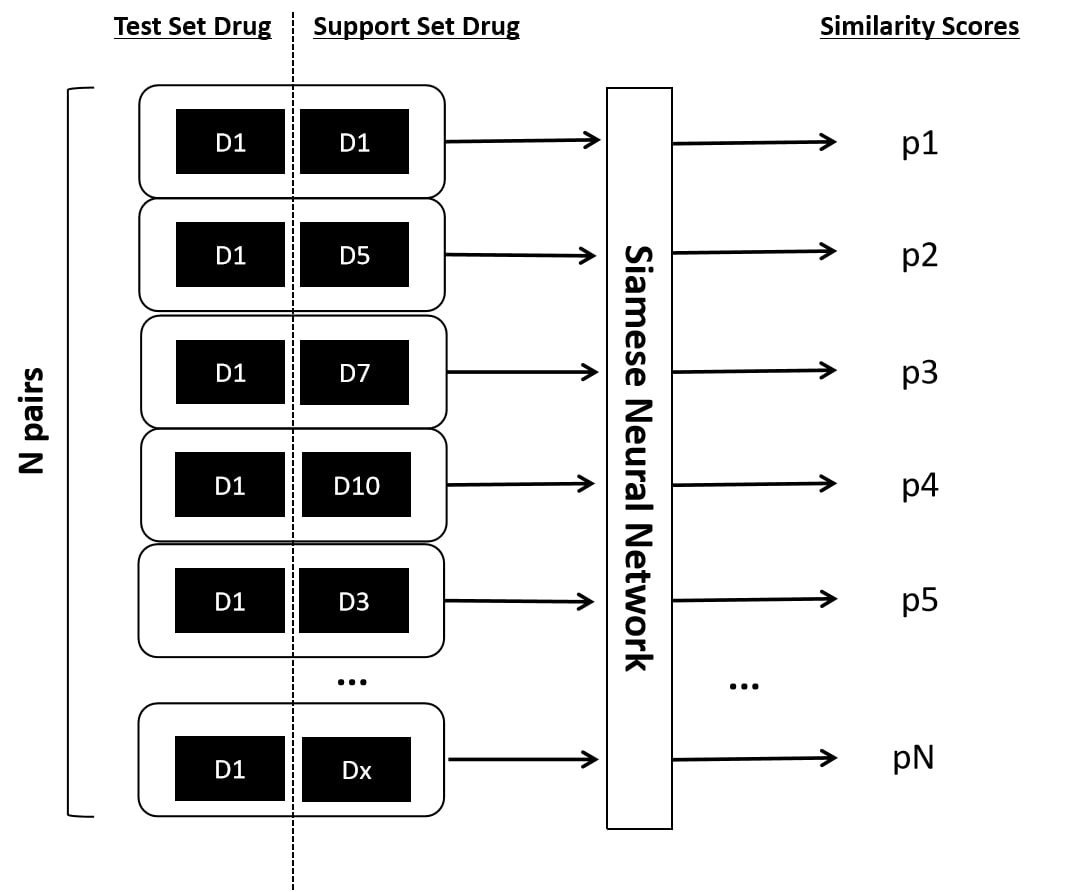 Test Set Drug Support Set Drug Similarity Scores
D1 D1 p1
D1 D5 p2
D1 D7 p3
D1 D10 p4
D1 D3 p5
... ...
D1 Dx pN
N pairs
Siamese Neural Network